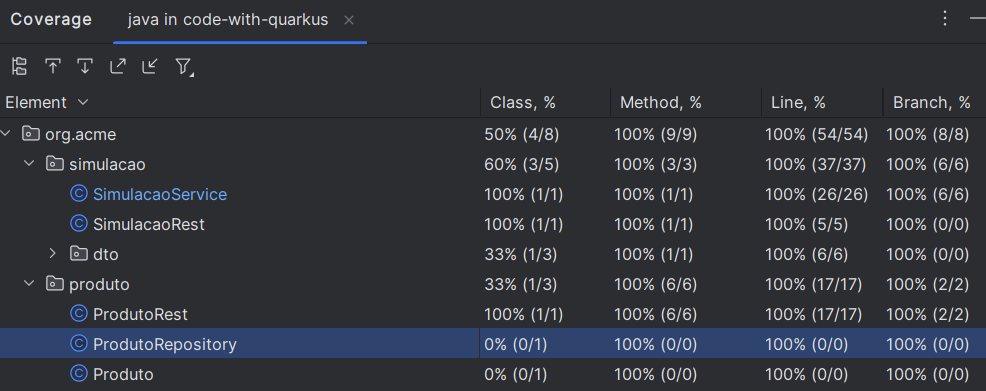 Coverage java in code-with-quarkus
Element Class, % Method, % Line, % Branch, %
org.acme 50% (4/8) 100% (9/9) 100% (54/54) 100% (8/8)
simulacao 60% (3/5) 100% (3/3) 100% (37/37) 100% (6/6)
SimulacaoService 100% (1/1) 100% (1/1) 100% (26/26) 100% (6/6)
SimulacaoRest 100% (1/1) 100% (1/1) 100% (5/5) 100% (0/0)
dto 33% (1/3) 100% (1/1) 100% (6/6) 100% (0/0)
produto 33% (1/3) 100% (6/6) 100% (17/17) 100% (2/2)
ProdutoRest 100% (1/1) 100% (6/6) 100% (17/17) 100% (2/2)
ProdutoRepository 0% (0/1) 100% (0/0) 100% (0/0) 100% (0/0)
Produto 0% (0/1) 100% (0/0) 100% (0/0) 100% (0/0)